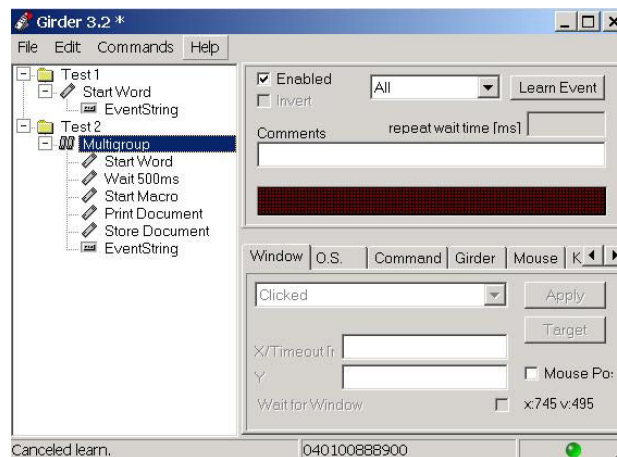 Girder 3.2 *
File Edit Commands Help
Test 1
Start Word
EventString
Test 2
Multigroup
Start Word
Wait 500ms
Start Macro
Print Document
Store Document
EventString
Enabled
All
Learn Event
Invert
Comments
repeat wait time [ms]
Window O.S. Command Girder Mouse K
Clicked
Apply
Target
X/Timeout [r
Y
Mouse Po:
Wait for Window
x:745 v:495
Canceled learn.
040100888900